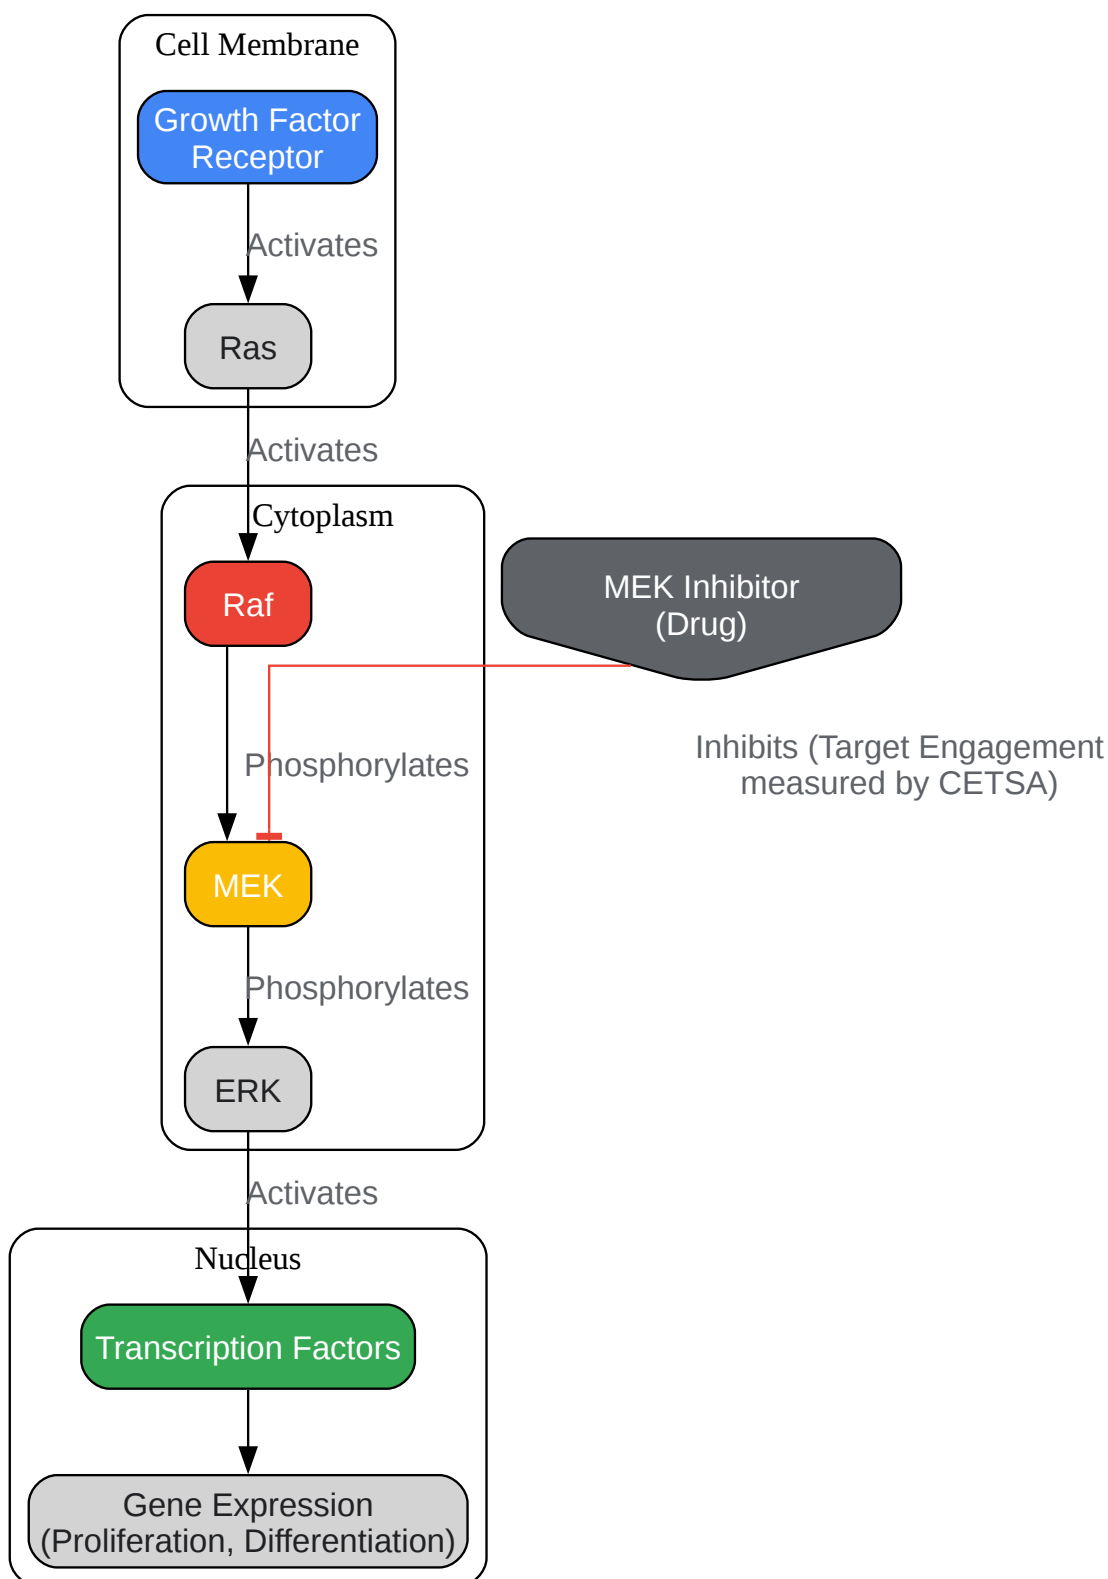 Cell Membrane
Growth Factor
Receptor
Activates
Ras
Activates
Cytoplasm
Raf
MEK Inhibitor
(Drug)
Phosphorylates
Inhibits (Target Engagement
measured by CETSA)
MEK
Phosphorylates
ERK
Activates
Nucleus
Transcription Factors
Gene Expression
(Proliferation, Differentiation)